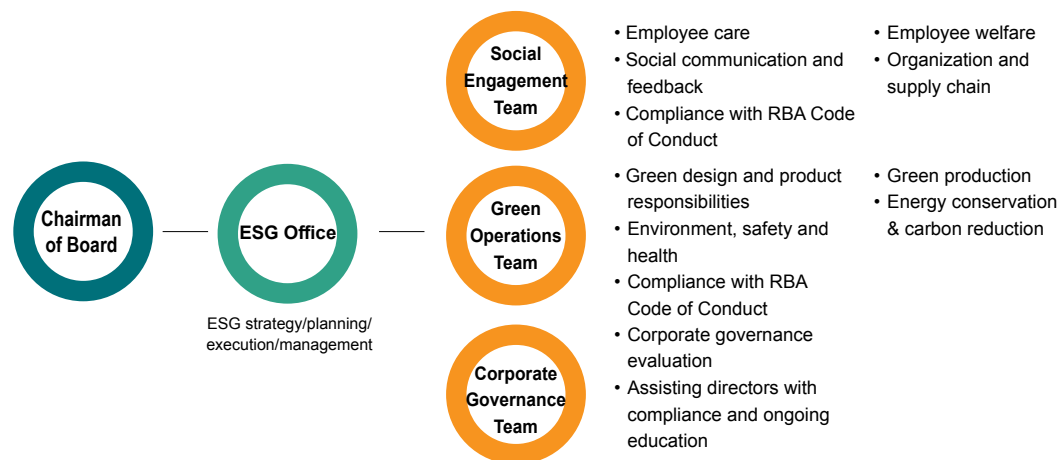 Chairman
of Board
ESG Office
ESG strategy/planning/
execution/management
Social
Engagement
Team
• Employee care
• Social communication and
feedback
• Compliance with RBA Code
of Conduct
• Employee welfare
• Organization and
supply chain
Green
Operations
Team
• Green design and product
responsibilities
• Environment, safety and
health
• Compliance with RBA
Code of Conduct
• Green production
• Energy conservation
& carbon reduction
Corporate
Governance
Team
• Corporate governance
evaluation
• Assisting directors with
compliance and ongoing
education